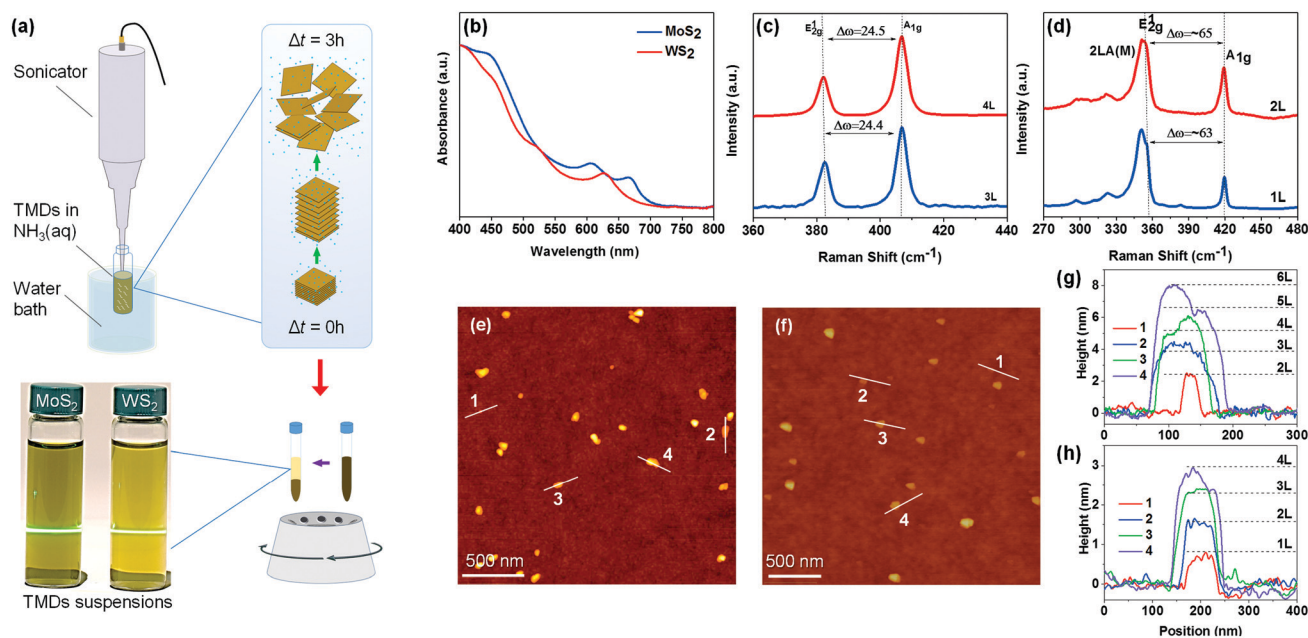 (a)
Sonicator
TMDs in
NH₃(aq)
Water
bath
Δt = 3h
Δt = 0h
MoS₂
WS₂
TMDs suspensions
(b)
MoS₂
WS₂
Absorbance (a.u.)
400 450 500 550 600 650 700 750 800
Wavelength (nm)
(c)
E¹2g
Δω=24.5
A1g
4L
Δω=24.4
3L
Intensity (a.u.)
360 380 400 420 440
Raman Shift (cm⁻¹)
(d)
E¹2g
Δω=~65
2LA(M)
A1g
2L
Δω=~63
1L
Intensity (a.u.)
270 300 330 360 390 420 450 480
Raman Shift (cm⁻¹)
(e)
1
2
3
4
500 nm
(f)
1
2
3
4
500 nm
(g)
6L
5L
4L
3L
2L
1
2
3
4
Height (nm)
8
6
4
2
0
0 100 200 300
(h)
4L
3L
2L
1L
1
2
3
4
Height (nm)
3
2
1
0
0 100 200 300 400
Position (nm)